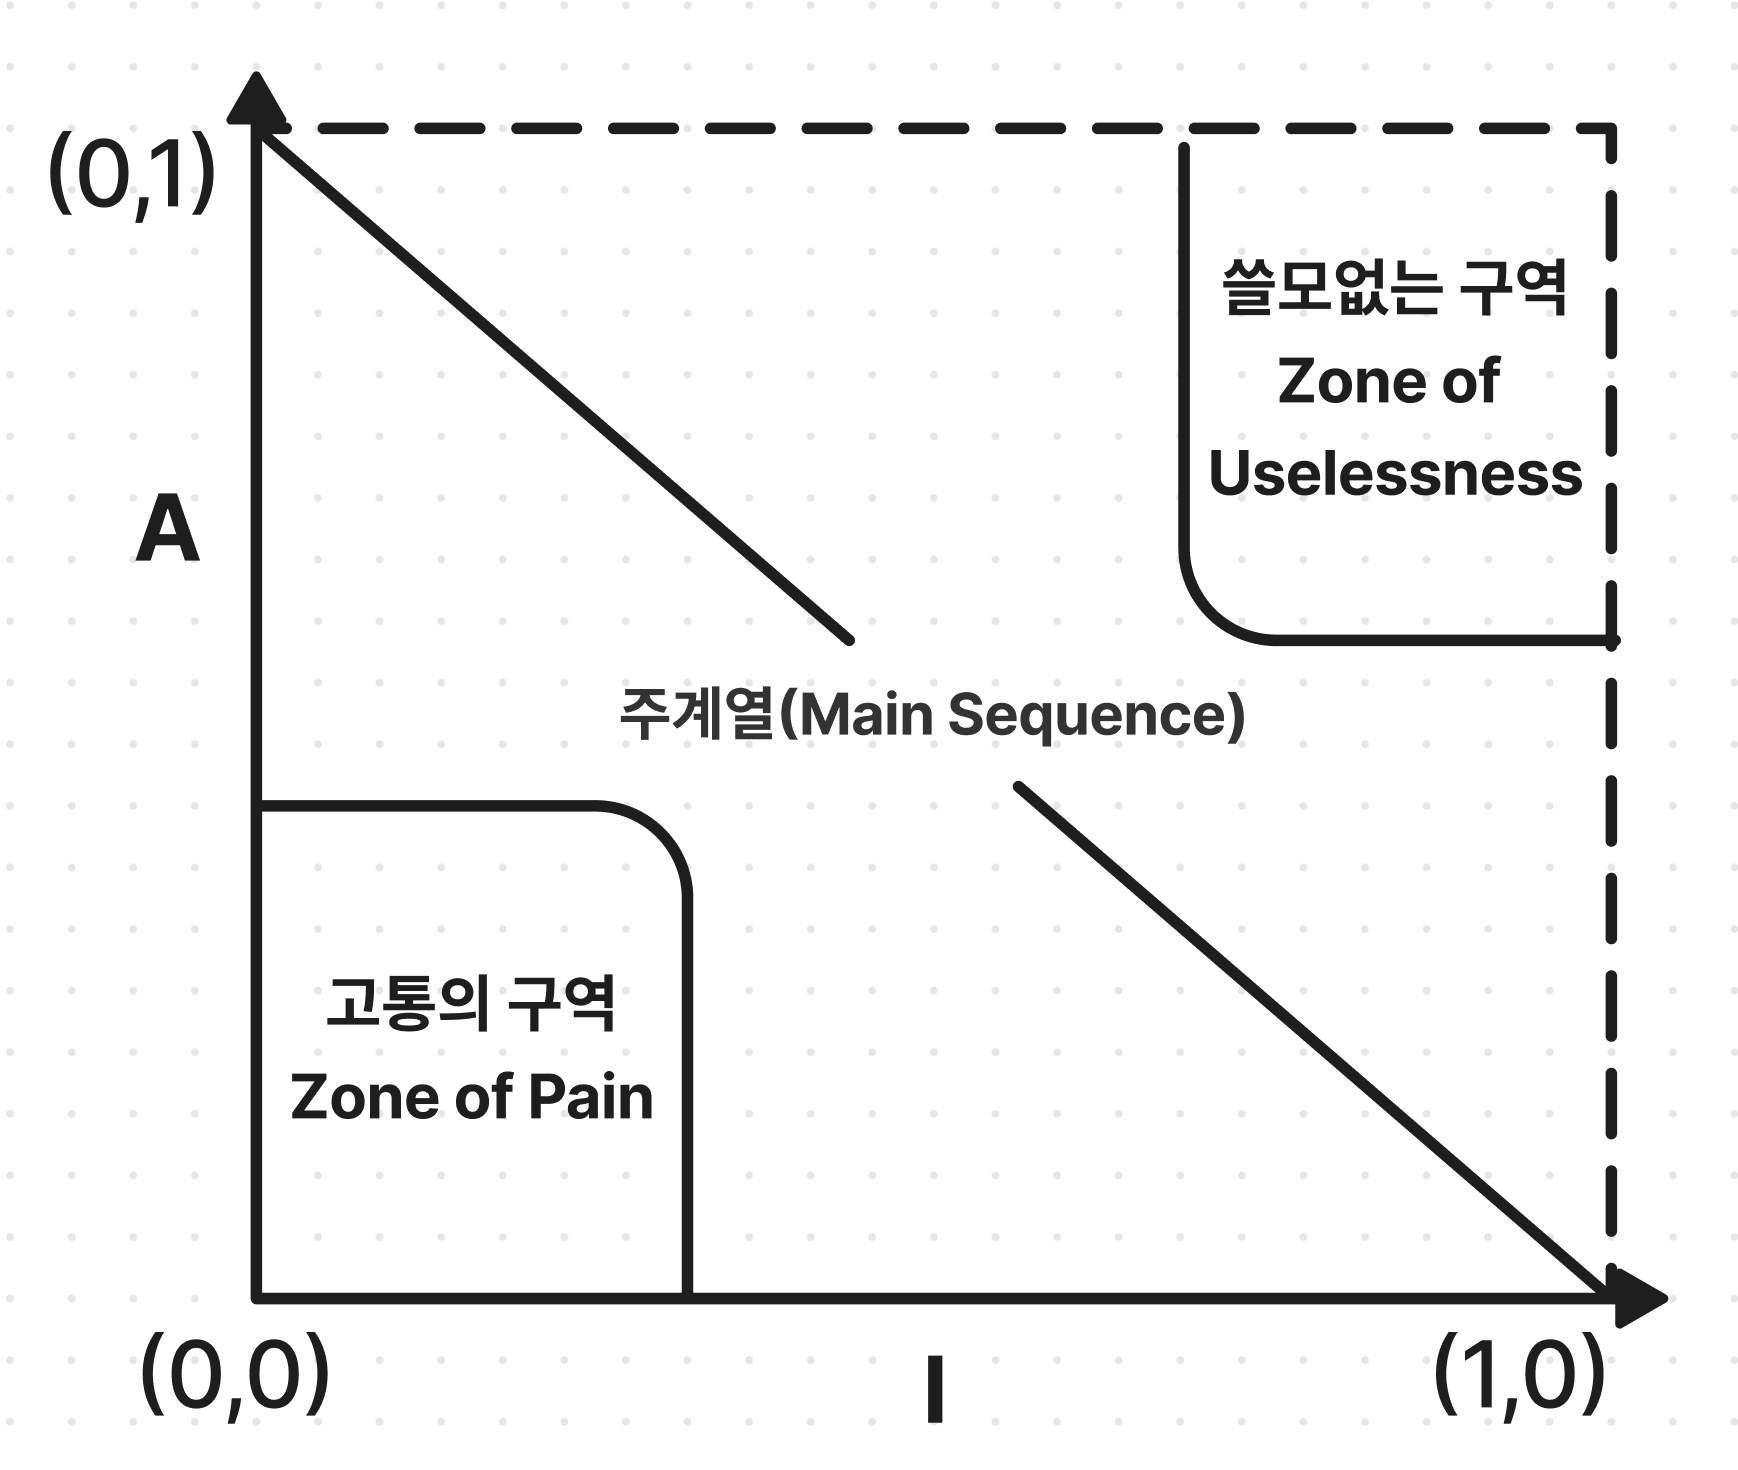 (0,1)
쓸모없는 구역
Zone of
Uselessness
A
주계열(Main Sequence)
고통의 구역
Zone of Pain
(0,0)
I
(1,0)